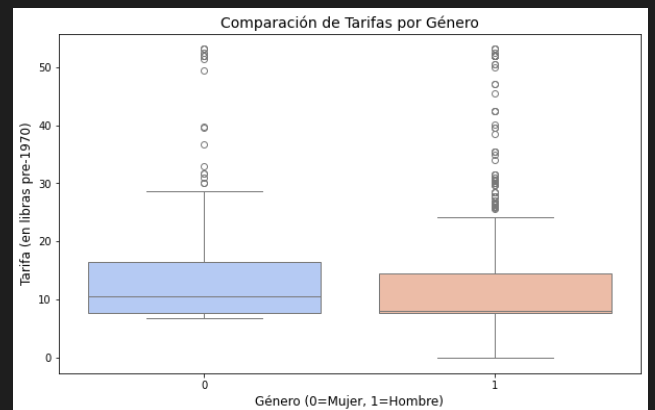 Comparación de Tarifas por Género
Tarifa (en libras pre-1970)
50
40
30
20
10
0
0
1
Género (0=Mujer, 1=Hombre)